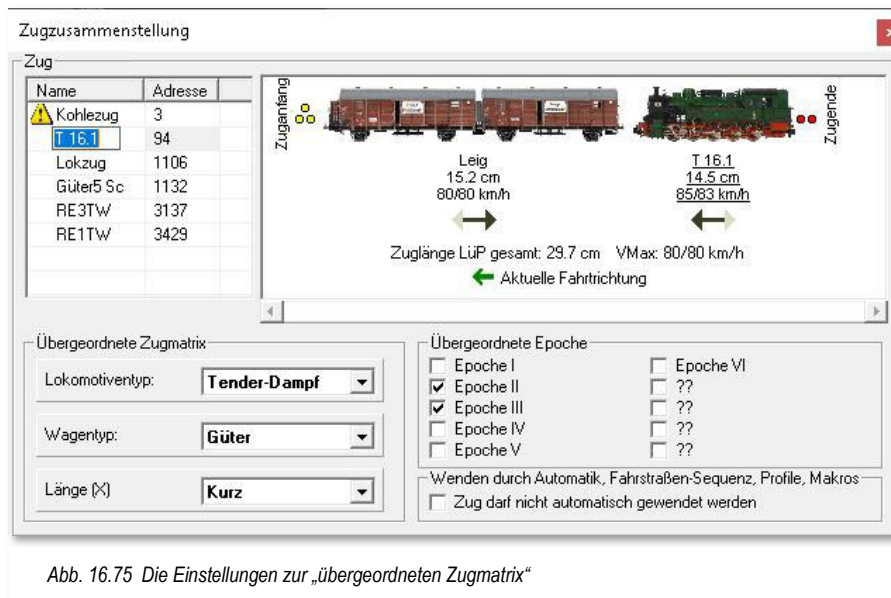 Zugzusammenstellung
Zug
Name Adresse
Kohlezug 3
T 16.1 94
Lokzug 1106
Güter5 Sc 1132
RE3TW 3137
RE1TW 3429
Zuganfang
Zugende
Leig
15.2 cm
80/80 km/h
T 16.1
14.5 cm
85/83 km/h
Zuglänge LüP gesamt: 29.7 cm VMax: 80/80 km/h
Aktuelle Fahrtrichtung
Übergeordnete Zugmatrix
Lokomotiventyp: Tender-Dampf
Wagentyp: Güter
Länge (X) Kurz
Übergeordnete Epoche
Epoche I
Epoche II
Epoche III
Epoche IV
Epoche V
Epoche VI
??
??
??
??
Wenden durch Automatik, Fahrstraßen-Sequenz, Profile, Makros
Zug darf nicht automatisch gewendet werden
Abb. 16.75 Die Einstellungen zur „übergeordneten Zugmatrix“